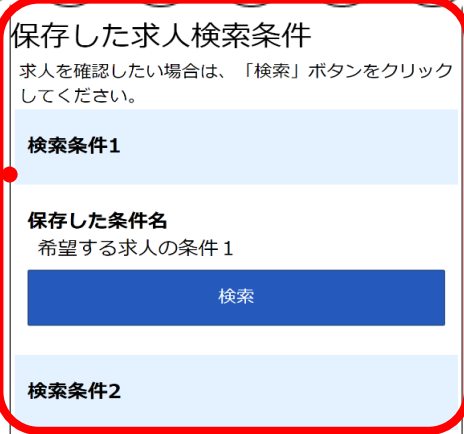 保存した求人検索条件
求人を確認したい場合は、「検索」ボタンをクリック
してください。
検索条件1
保存した条件名
希望する求人の条件１
検索
検索条件2